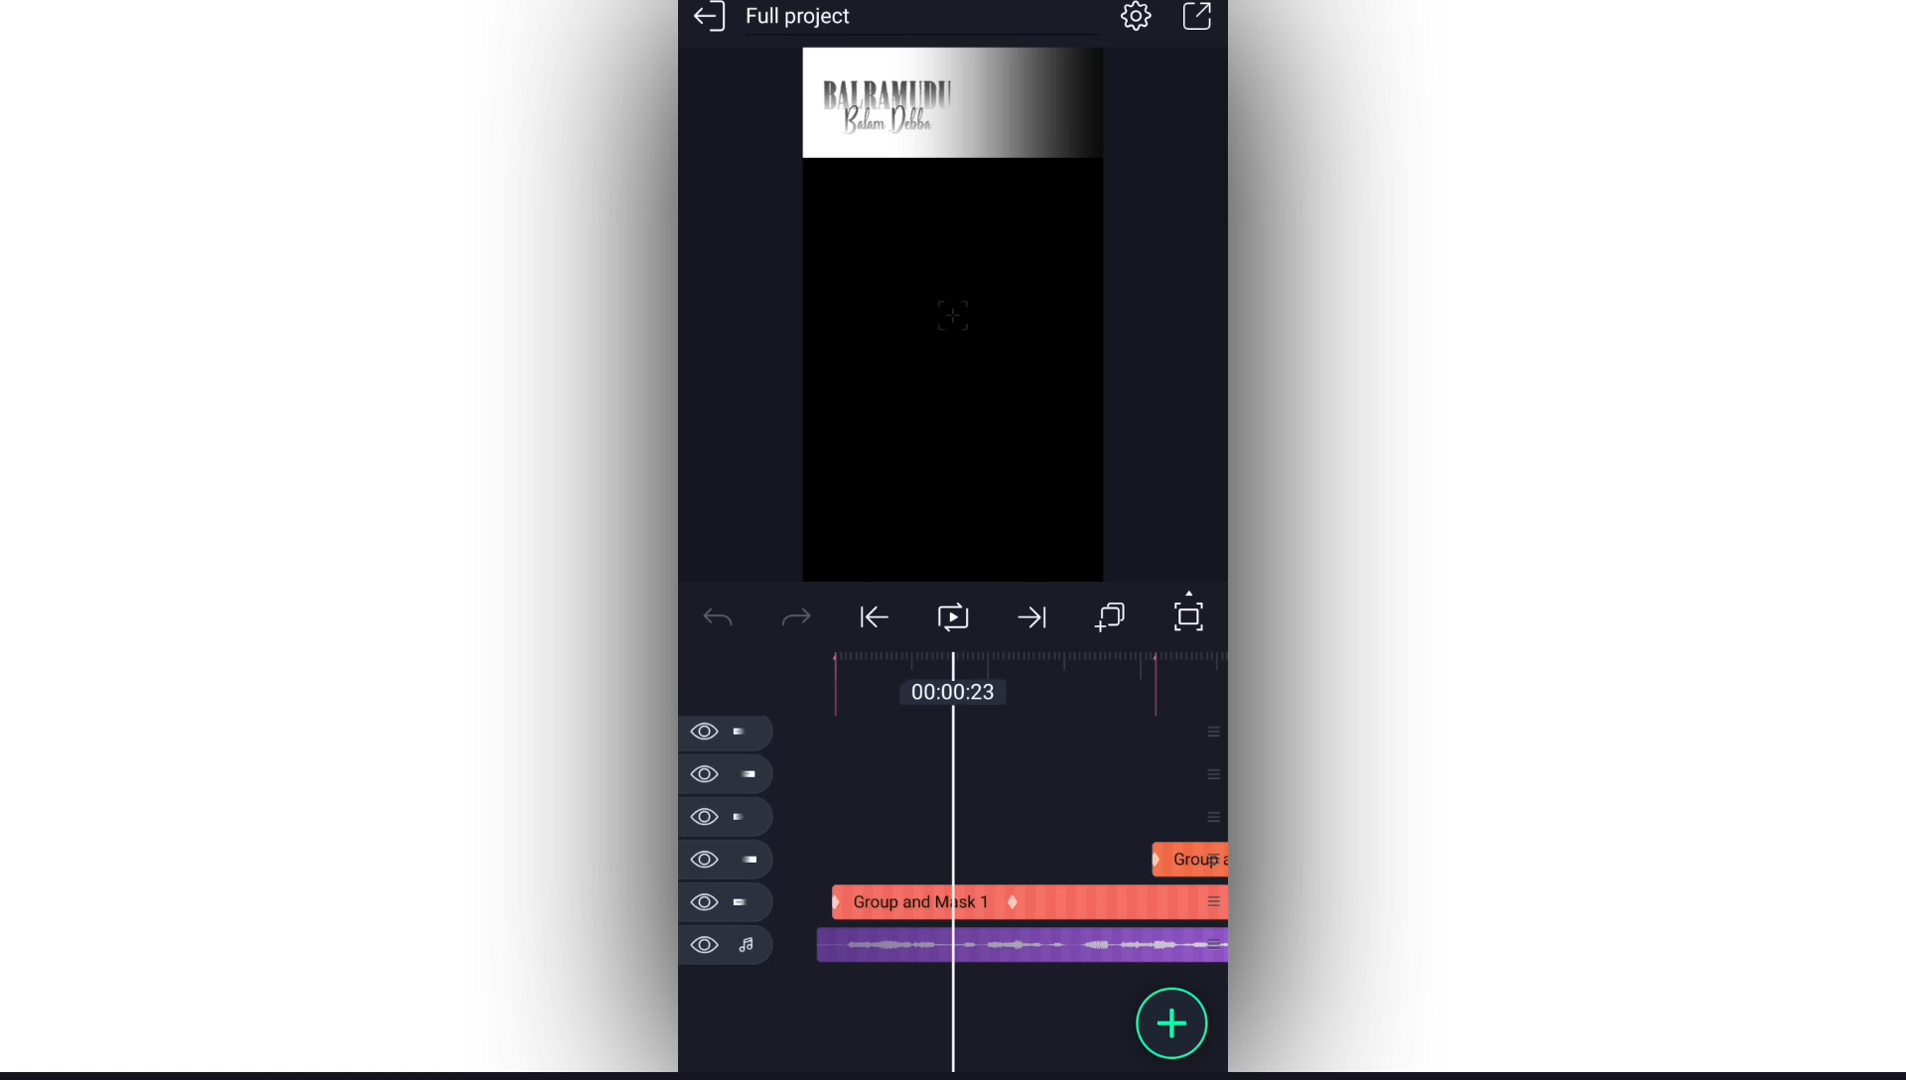 Full project
BALRAMUDU
Balam Debba
00:00:23
Group a
Group and Mask 1